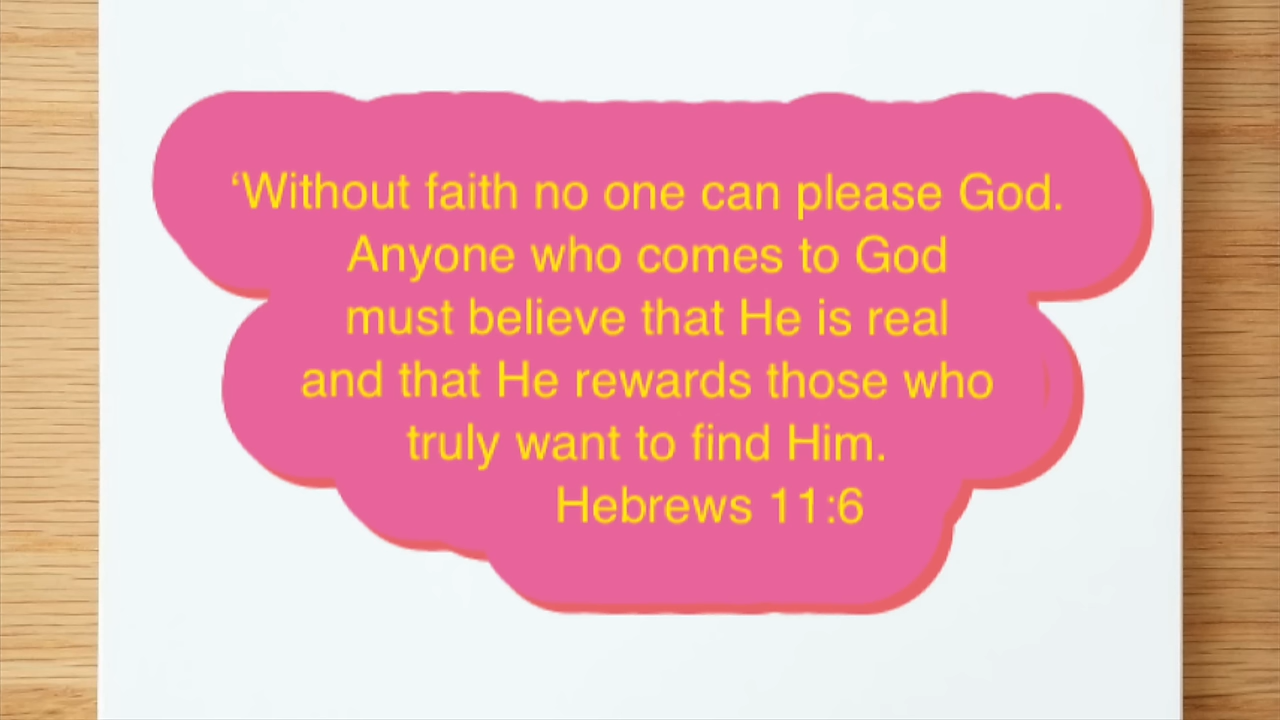 ‘Without faith no one can please God.
Anyone who comes to God
must believe that He is real
and that He rewards those who
truly want to find Him.
Hebrews 11:6